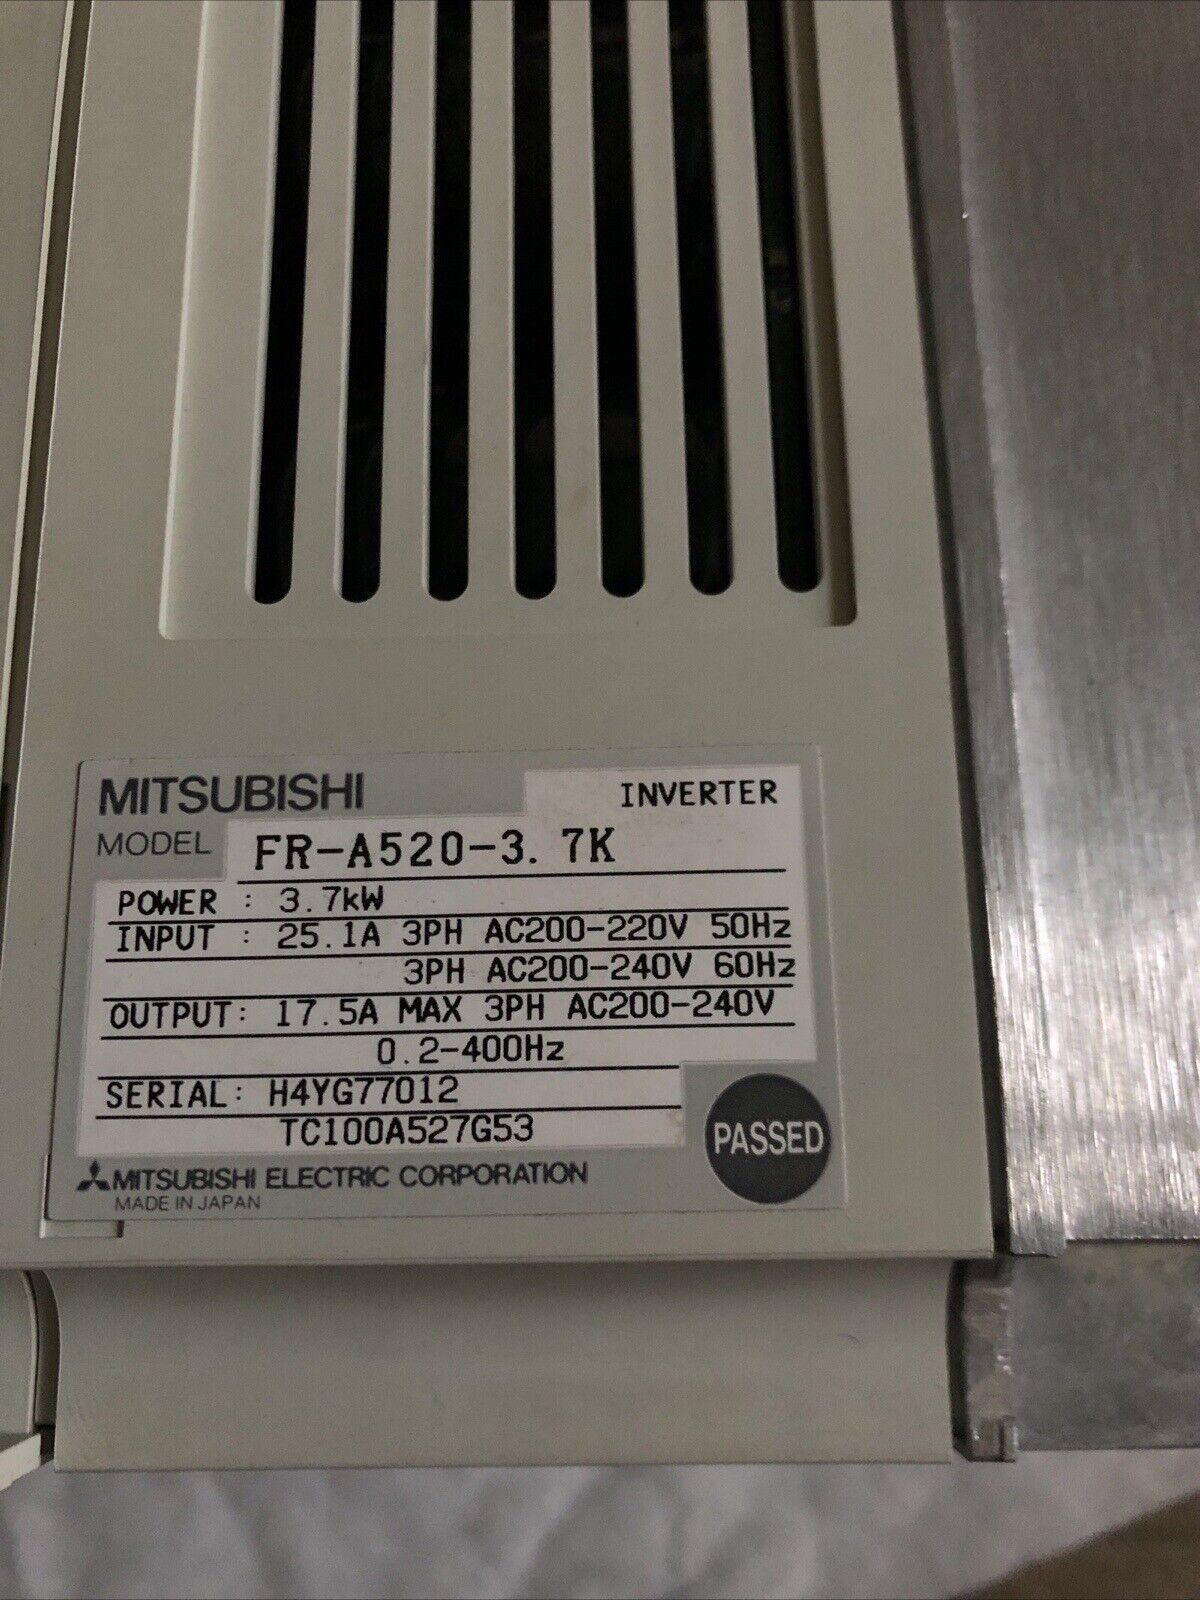 MITSUBISHI INVERTER
MODEL FR-A520-3.7K
POWER : 3.7kW
INPUT : 25.1A 3PH AC200-220V 50Hz
3PH AC200-240V 60Hz
OUTPUT: 17.5A MAX 3PH AC200-240V
0.2-400Hz
SERIAL: H4YG77012
TC100A527G53
PASSED
MITSUBISHI ELECTRIC CORPORATION
MADE IN JAPAN